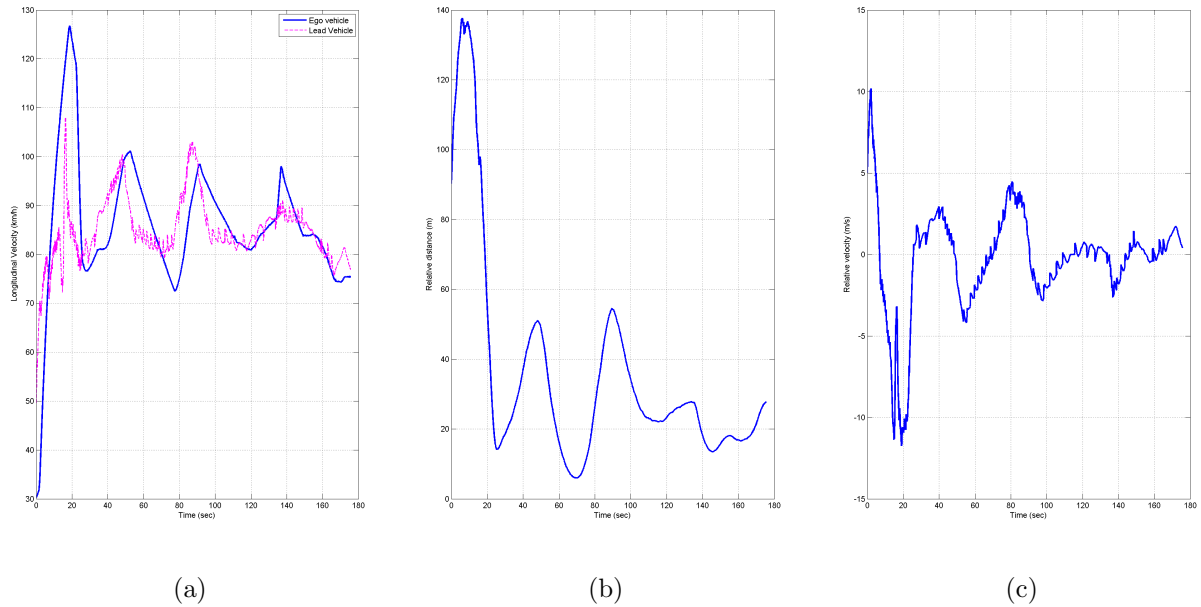 130
120
110
100
90
80
70
60
50
40
30
0 20 40 60 80 100 120 140 160 180
Longitudinal Velocity (km/h)
Time (sec)
Ego vehicle
Lead Vehicle
(a)
140
120
100
80
60
40
20
0
0 20 40 60 80 100 120 140 160 180
Relative distance (m)
Time (sec)
(b)
15
10
5
0
-5
-10
-15
0 20 40 60 80 100 120 140 160 180
Relative velocity (m/s)
Time (sec)
(c)